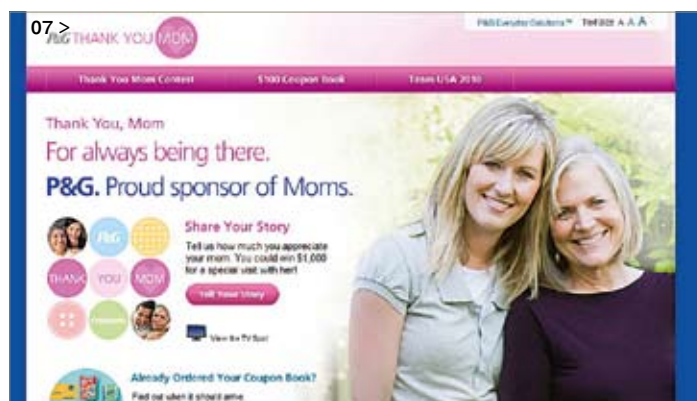 07 >
P&G THANK YOU MOM
P&G Everyday Solutions™ Text Size A A A
Thank You Mom Contest $100 Coupon Book Team USA 2010
Thank You, Mom
For always being there.
P&G. Proud sponsor of Moms.
Share Your Story
Tell us how much you appreciate
your mom. You could win $1,000
for a special visit with her!
Tell Your Story
P&G
THANK YOU MOM
View the TV Spot
Already Ordered Your Coupon Book?
Find out when it should arrive